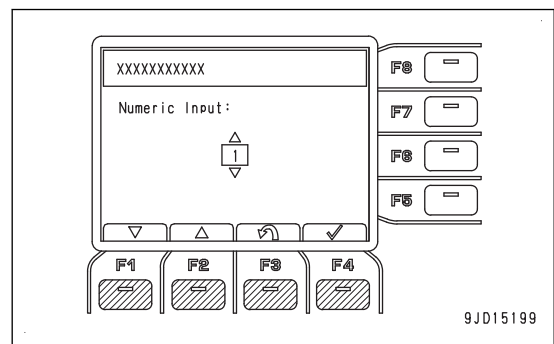 XXXXXXXXXXX
F8
Numeric Input:
F7
1
F6
F5
F1 F2 F3 F4
9JD15199